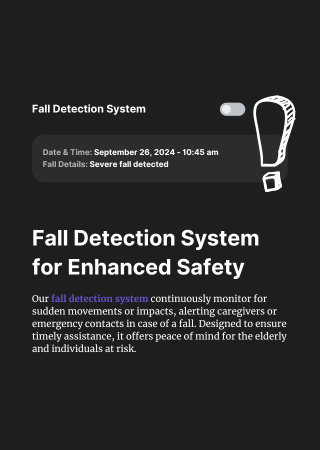 Fall Detection System
Date & Time: September 26, 2024 - 10:45 am
Fall Details: Severe fall detected
Fall Detection System
for Enhanced Safety
Our fall detection system continuously monitor for
sudden movements or impacts, alerting caregivers or
emergency contacts in case of a fall. Designed to ensure
timely assistance, it offers peace of mind for the elderly
and individuals at risk.